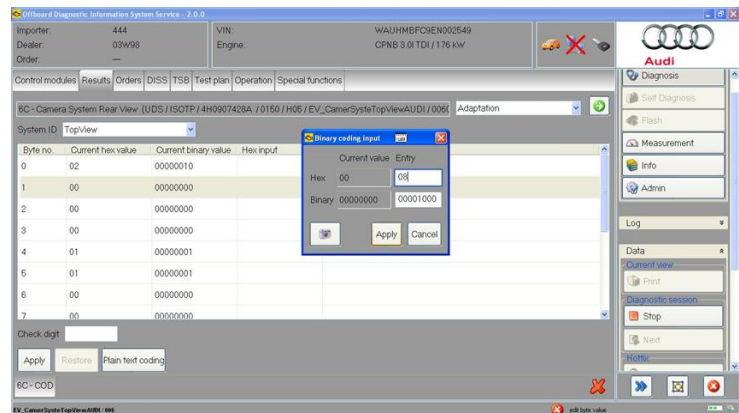 Offboard Diagnostic Information System Service - 2.0.0
Importer: 444 VIN: WAUHMBFC9EN002549
Dealer: 03W98 Engine: CPNB 3.0l TDI / 176 kW
Order: ---
Audi
Control modules Results Orders DISS TSB Test plan Operation Special functions
6C - Camera System Rear View (UDS / ISOTP / 4H0907428A / 0150 / H05 / EV_CamerSysteTopViewAUDI / 006 Adaptation
System ID TopView
Byte no. Current hex value Current binary value Hex input
0 02 00000010
1 00 00000000
2 00 00000000
3 00 00000000
4 01 00000001
5 01 00000001
6 00 00000000
7 00 00000000
Binary coding input
Current value Entry
Hex 00 08
Binary 00000000 00001000
Apply Cancel
Check digit
Apply Restore Plain text coding
6C - COD
EV_CamerSysteTopViewAUDI / 006 edit byte value
Diagnosis
Self Diagnosis
Flash
Measurement
Info
Admin
Log
Data
Current view
Print
Diagnostic session
Stop
Next
Hotfix